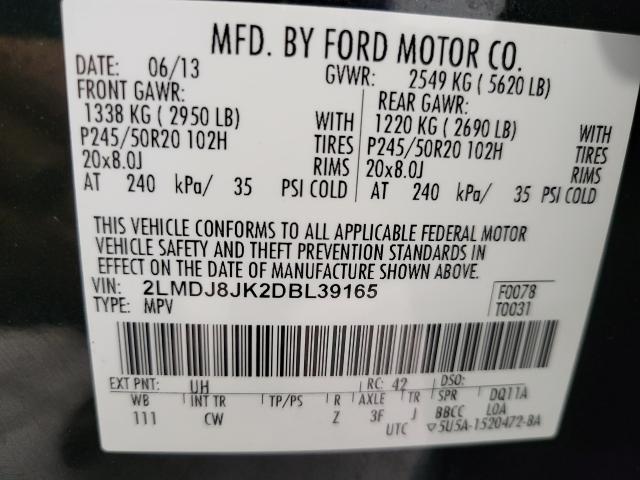 MFD. BY FORD MOTOR CO.
DATE: 06/13 GVWR: 2549 KG ( 5620 LB)
FRONT GAWR: REAR GAWR:
1338 KG ( 2950 LB) WITH 1220 KG ( 2690 LB) WITH
P245/50R20 102H TIRES P245/50R20 102H TIRES
20x8.0J RIMS 20x8.0J RIMS
AT 240 kPa/ 35 PSI COLD AT 240 kPa/ 35 PSI COLD
THIS VEHICLE CONFORMS TO ALL APPLICABLE FEDERAL MOTOR
VEHICLE SAFETY AND THEFT PREVENTION STANDARDS IN
EFFECT ON THE DATE OF MANUFACTURE SHOWN ABOVE.
VIN: 2LMDJ8JK2DBL39165 F0078
TYPE: MPV T0031
EXT PNT: UH RC: 42 DSO:
WB INT TR TP/PS R AXLE TR SPR DQ11A
111 CW Z 3F J BBCC LOA
UTC ▽5U5A-1520472-BA